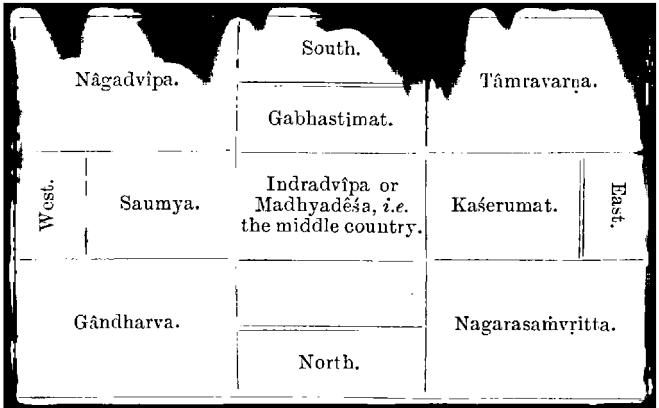 South.
Nâgadvîpa.
Tâmravarṇa.
Gabhastimat.
West.
Saumya.
Indradvîpa or
Madhyadêśa, i.e.
the middle country.
Kaśerumat.
East.
Gândharva.
Nagarasaṁvṛitta.
North.